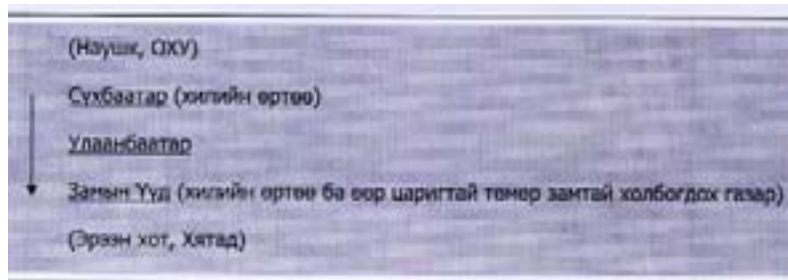 (Наушк, ОХУ)
Сүхбаатар (хилийн өртөө)
Улаанбаатар
Замын Үүд (хилийн өртөө ба өөр царигтай төмөр замтай холбогдох газар)
(Эрээн хот, Хятад)